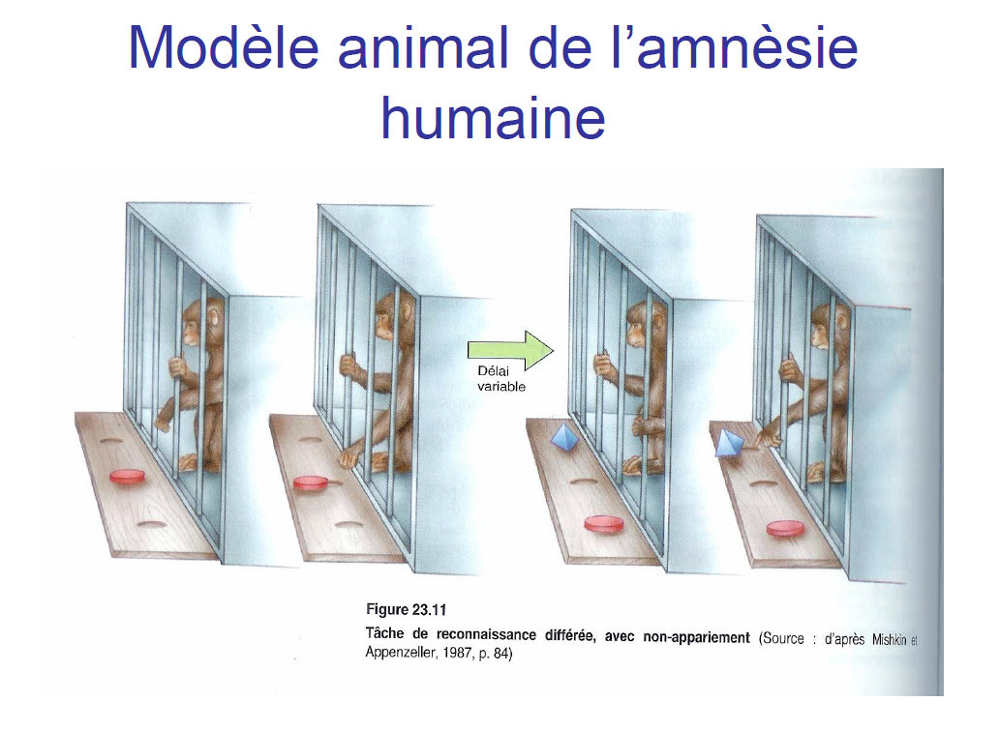 Modèle animal de l’amnèsie
humaine
Délai
variable
Figure 23.11
Tâche de reconnaissance différée, avec non-appariement (Source : d'après Mishkin et
Appenzeller, 1987, p. 84)